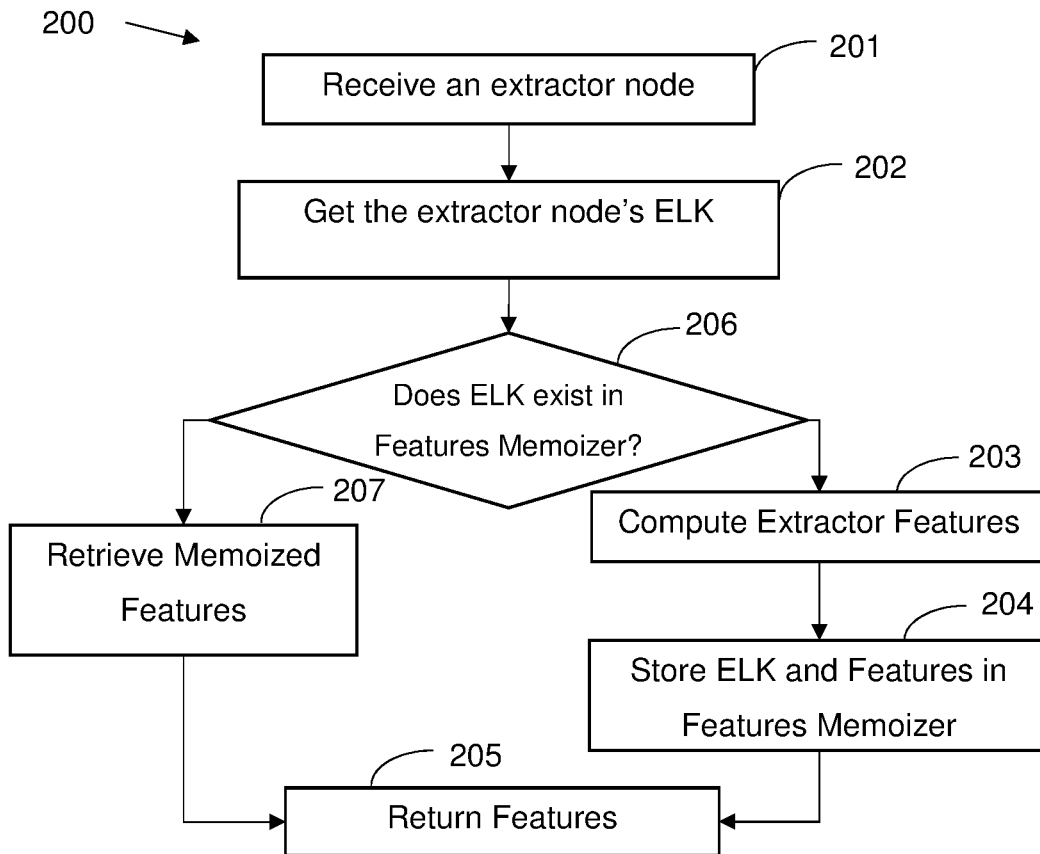 200
201
Receive an extractor node
202
Get the extractor node's ELK
206
Does ELK exist in
Features Memoizer?
207
Retrieve Memoized
Features
203
Compute Extractor Features
204
Store ELK and Features in
Features Memoizer
205
Return Features